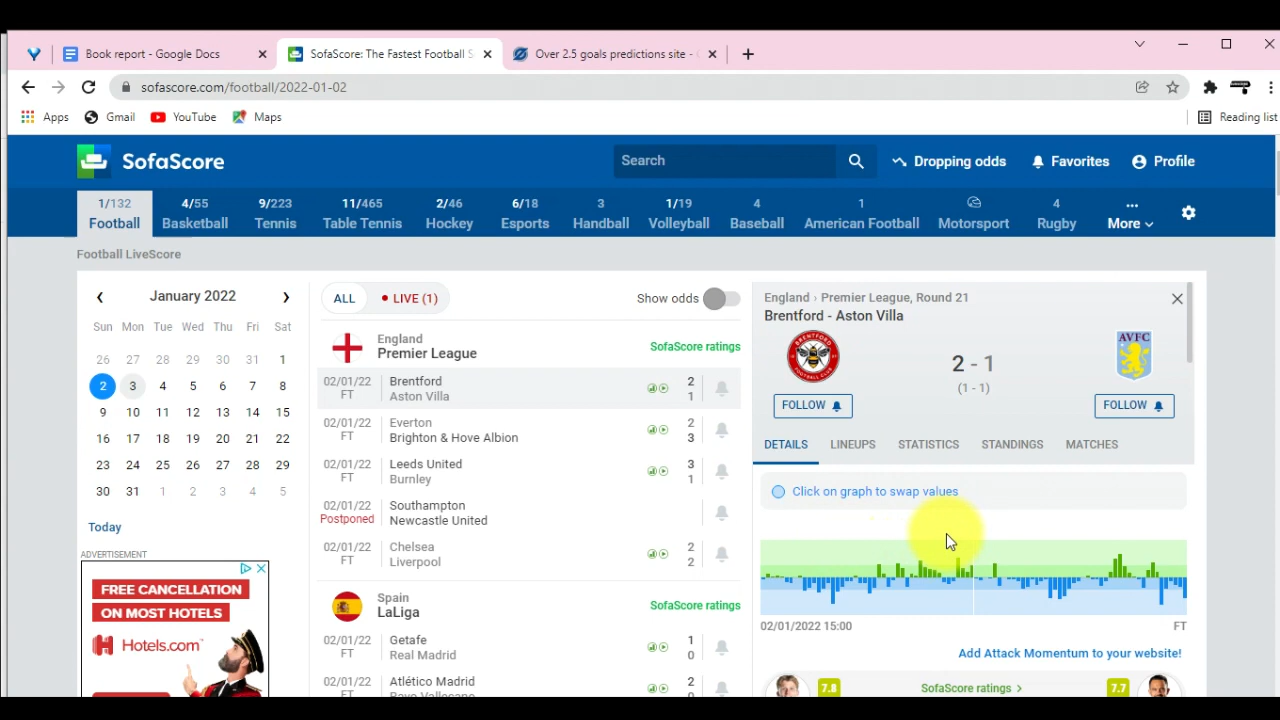 Book report - Google Docs
SofaScore: The Fastest Football S
Over 2.5 goals predictions site -
sofascore.com/football/2022-01-02
Apps Gmail YouTube Maps Reading list
SofaScore
Search
Dropping odds Favorites Profile
1/132 4/55 9/223 11/465 2/46 6/18 3 1/19 4 1 4 ...
Football Basketball Tennis Table Tennis Hockey Esports Handball Volleyball Baseball American Football Motorsport Rugby More
Football LiveScore
January 2022
Sun Mon Tue Wed Thu Fri Sat
26 27 28 29 30 31 1
2 3 4 5 6 7 8
9 10 11 12 13 14 15
16 17 18 19 20 21 22
23 24 25 26 27 28 29
30 31 1 2 3 4 5
Today
ADVERTISEMENT
FREE CANCELLATION
ON MOST HOTELS
Hotels.com
ALL LIVE (1) Show odds
England
Premier League SofaScore ratings
02/01/22 Brentford 2
FT Aston Villa 1
02/01/22 Everton 2
FT Brighton & Hove Albion 3
02/01/22 Leeds United 3
FT Burnley 1
02/01/22 Southampton
Postponed Newcastle United
02/01/22 Chelsea 2
FT Liverpool 2
Spain
LaLiga SofaScore ratings
02/01/22 Getafe 1
FT Real Madrid 0
02/01/22 Atlético Madrid 2
FT Rayo Vallecano 0
England › Premier League, Round 21
Brentford - Aston Villa
BRENTFORD
FOOTBALL CLUB
AVFC
2 - 1
(1 - 1)
FOLLOW FOLLOW
DETAILS LINEUPS STATISTICS STANDINGS MATCHES
Click on graph to swap values
02/01/2022 15:00 FT
Add Attack Momentum to your website!
7.8 SofaScore ratings 7.7